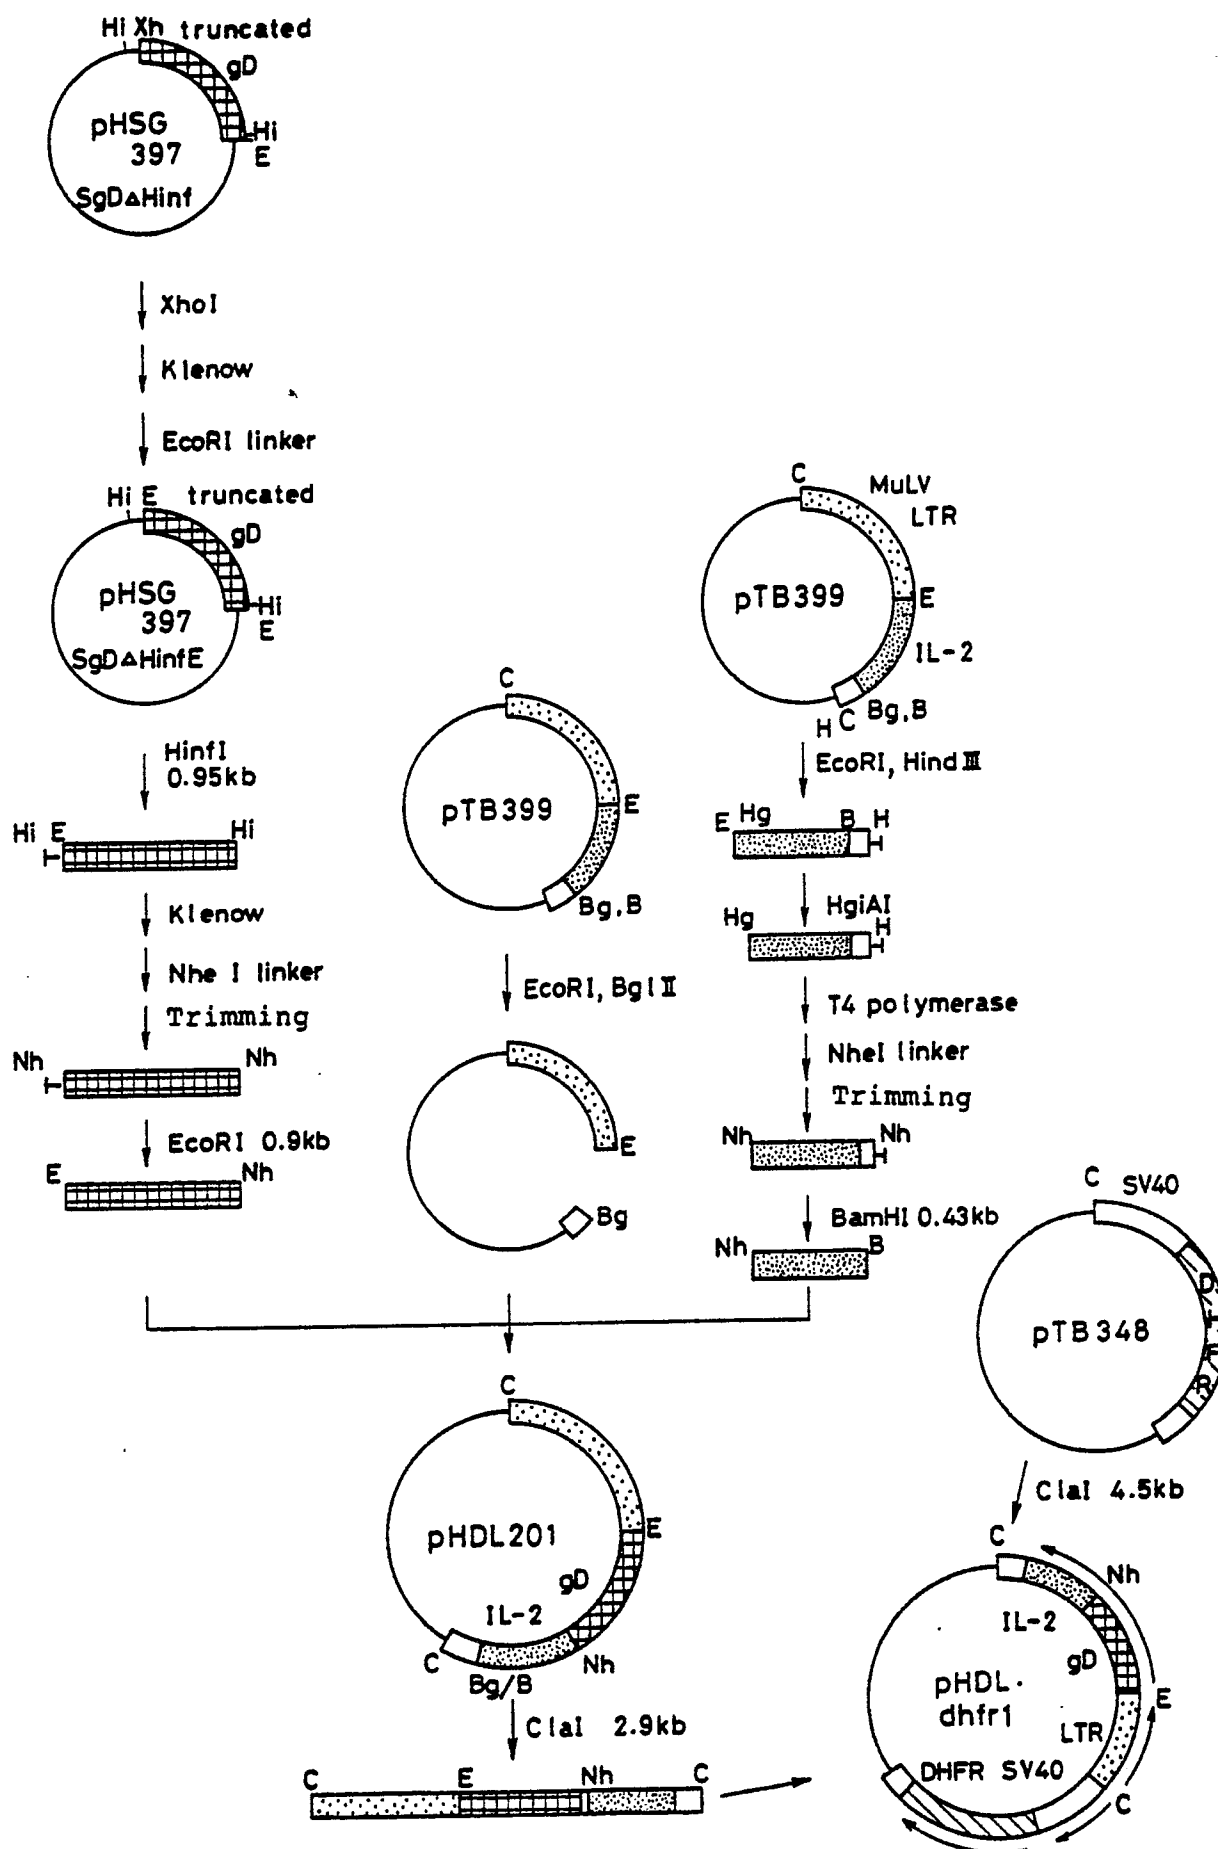 Hi Xh truncated
gD
pHSG
397
SgD△Hinf
Hi
E
XhoI
Klenow
EcoRI linker
Hi E truncated
gD
pHSG
397
SgD△HinfE
Hi
E
HinfI
0.95kb
Hi E Hi
Klenow
Nhe I linker
Trimming
Nh Nh
EcoRI 0.9kb
E Nh
C
pTB399
E
Bg,B
EcoRI, BglII
E
Bg
C
MuLV
LTR
pTB399
E
IL-2
Bg,B
H C
EcoRI, Hind III
E Hg B H
HgiAI
Hg H
T4 polymerase
NheI linker
Trimming
Nh Nh
BamHI 0.43kb
Nh B
C SV40
pTB348
D
F
R
ClaI 4.5kb
C
pHDL201
E
gD
IL-2
C
Bg/B
Nh
ClaI 2.9kb
C E Nh C
C
Nh
IL-2
gD
pHDL·
dhfr1
E
LTR
DHFR SV40
C